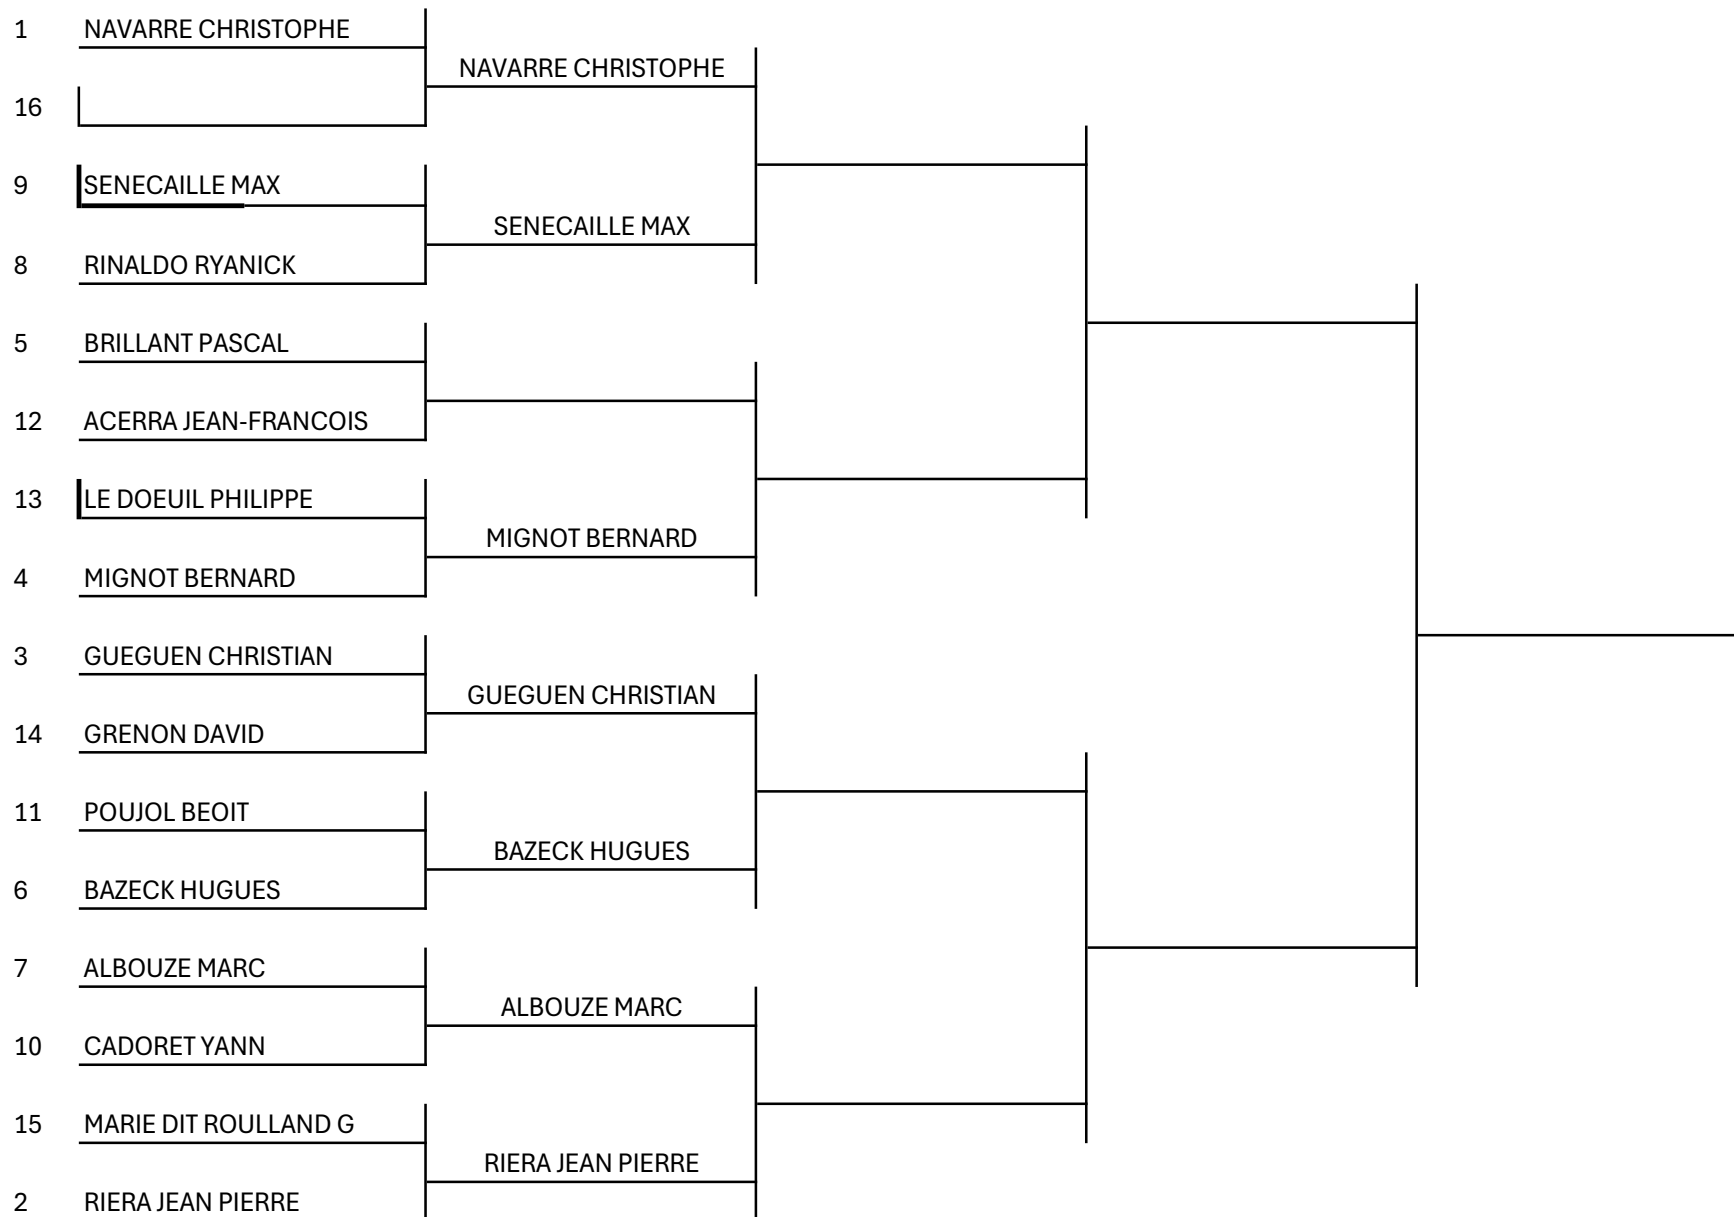 1 NAVARRE CHRISTOPHE
NAVARRE CHRISTOPHE
16
9 SENECAILLE MAX
SENECAILLE MAX
8 RINALDO RYANICK
5 BRILLANT PASCAL
12 ACERRA JEAN-FRANCOIS
13 LE DOEUIL PHILIPPE
MIGNOT BERNARD
4 MIGNOT BERNARD
3 GUEGUEN CHRISTIAN
GUEGUEN CHRISTIAN
14 GRENON DAVID
11 POUJOL BEOIT
BAZECK HUGUES
6 BAZECK HUGUES
7 ALBOUZE MARC
ALBOUZE MARC
10 CADORET YANN
15 MARIE DIT ROULLAND G
RIERA JEAN PIERRE
2 RIERA JEAN PIERRE